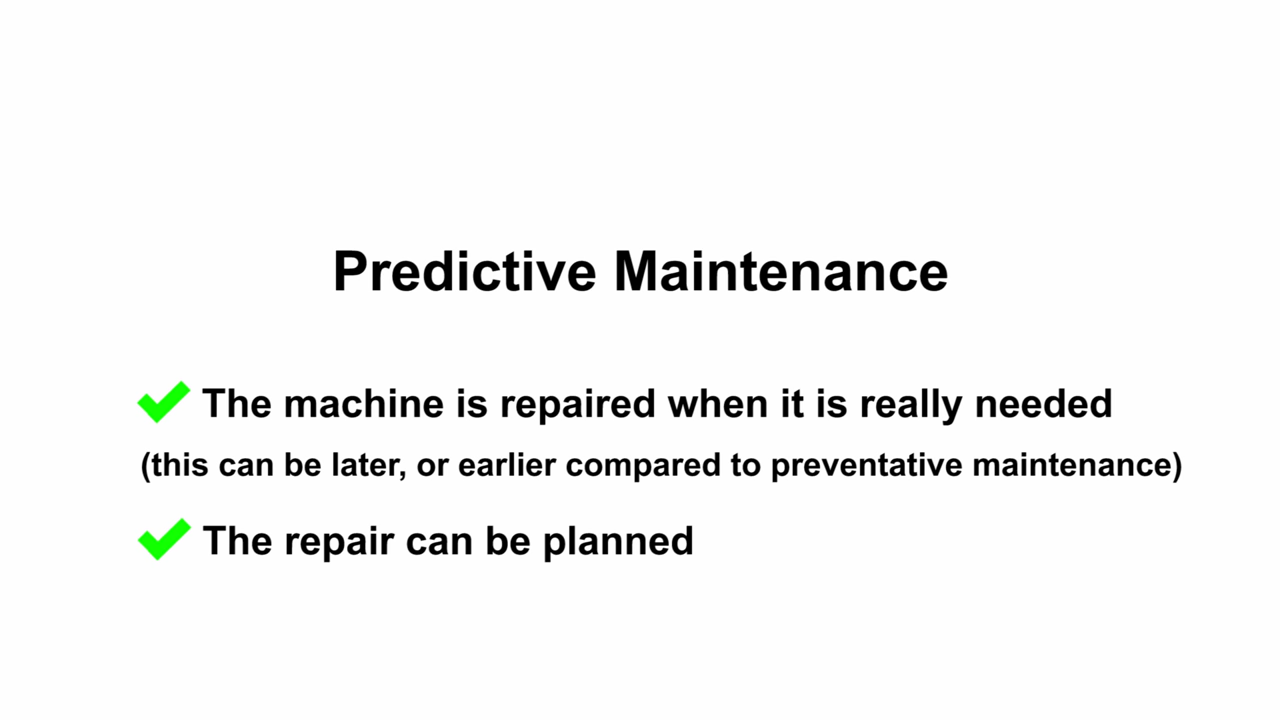 Predictive Maintenance
The machine is repaired when it is really needed
(this can be later, or earlier compared to preventative maintenance)
The repair can be planned